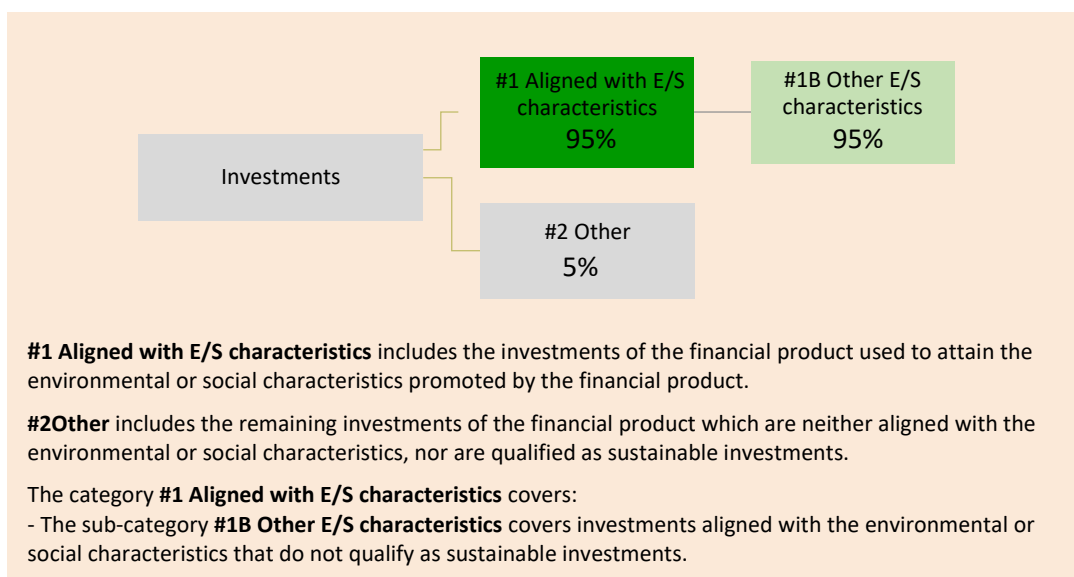 #1 Aligned with E/S
characteristics
95%
#1B Other E/S
characteristics
95%
Investments
#2 Other
5%
#1 Aligned with E/S characteristics includes the investments of the financial product used to attain the
environmental or social characteristics promoted by the financial product.
#2Other includes the remaining investments of the financial product which are neither aligned with the
environmental or social characteristics, nor are qualified as sustainable investments.
The category #1 Aligned with E/S characteristics covers:
- The sub-category #1B Other E/S characteristics covers investments aligned with the environmental or
social characteristics that do not qualify as sustainable investments.